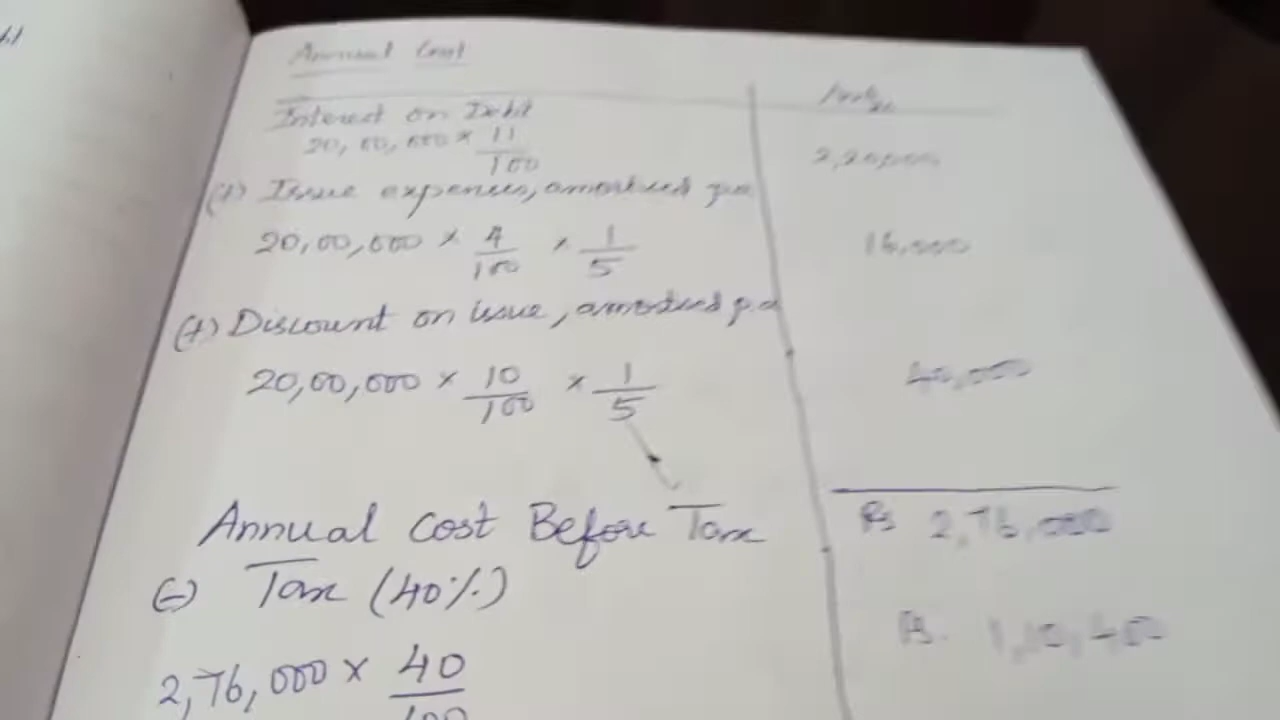 Annual Cost
Interest on Debt
20,00,000 × 11/100 2,20,000
(+) Issue expenses, amortised p.a
20,00,000 × 4/100 × 1/5 16,000
(+) Discount on issue, amortised p.a
20,00,000 × 10/100 × 1/5 40,000
Annual Cost Before Tax Rs 2,76,000
(-) Tax (40%)
2,76,000 × 40/100 Rs. 1,10,400